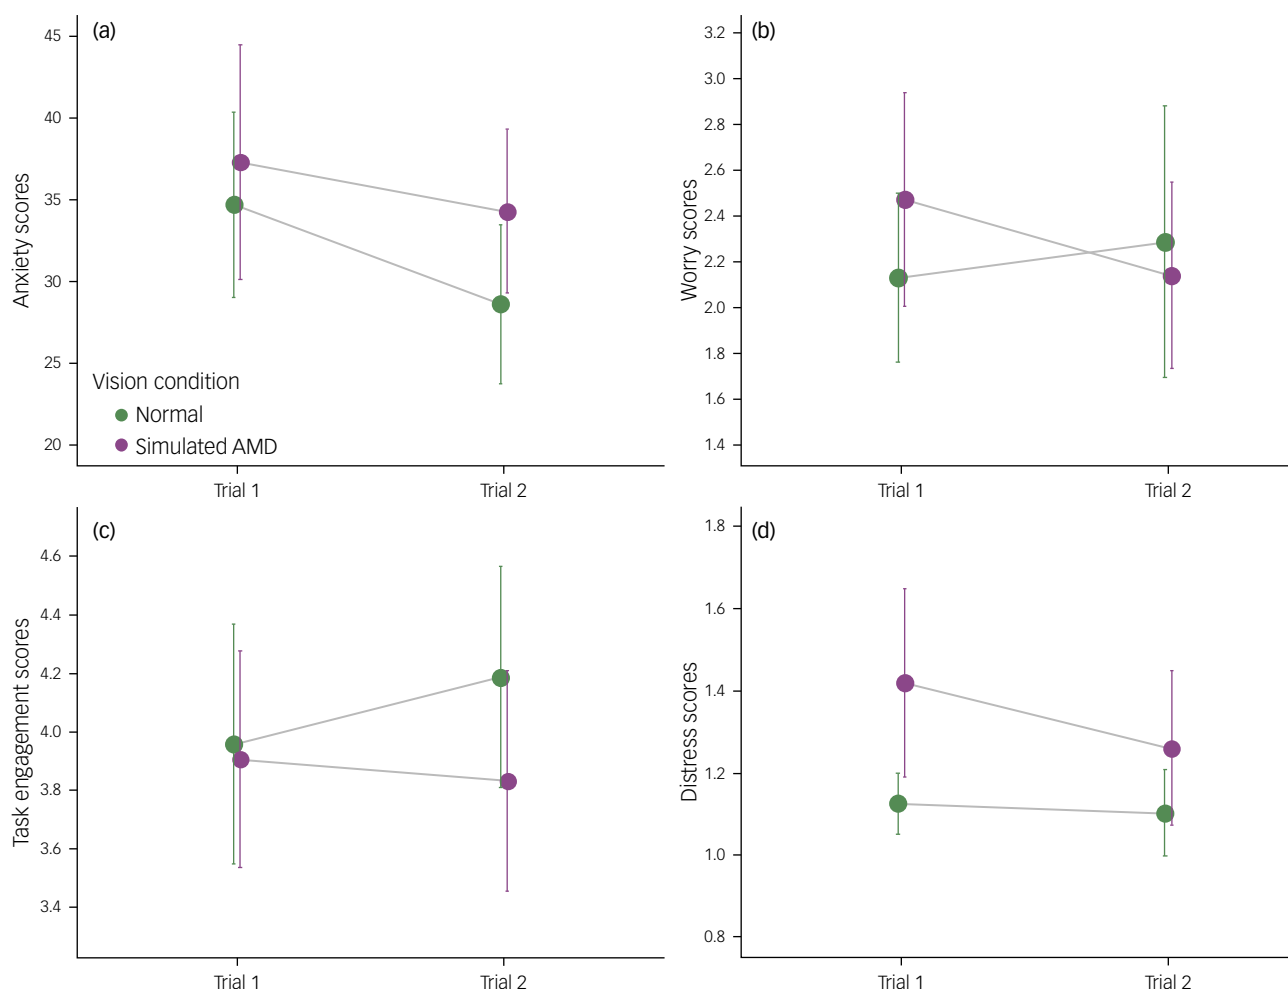 (a)
45
40
35
30
25
20
Anxiety scores
Vision condition
Normal
Simulated AMD
Trial 1
Trial 2
(b)
3.2
3.0
2.8
2.6
2.4
2.2
2.0
1.8
1.6
1.4
Worry scores
Trial 1
Trial 2
(c)
4.6
4.4
4.2
4.0
3.8
3.6
3.4
Task engagement scores
Trial 1
Trial 2
(d)
1.8
1.6
1.4
1.2
1.0
0.8
Distress scores
Trial 1
Trial 2